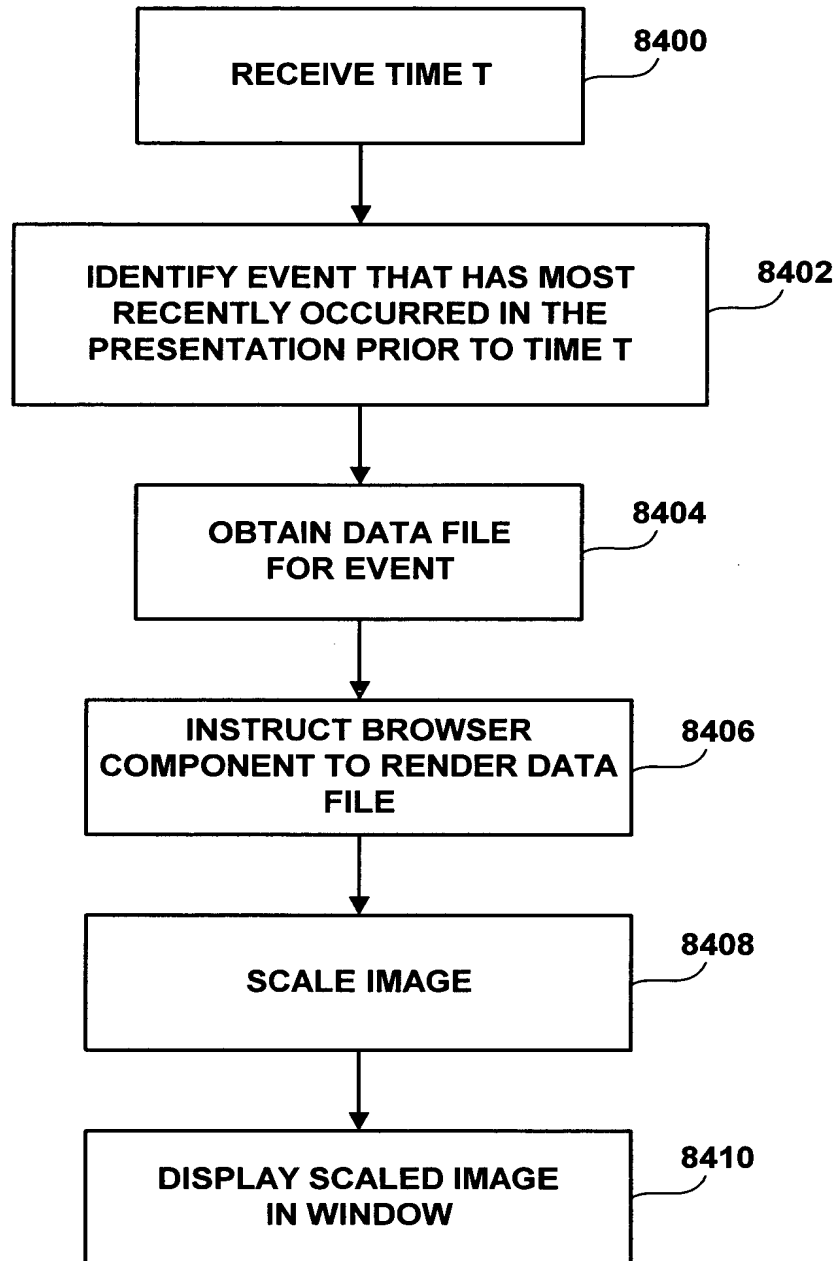 RECEIVE TIME T
8400
IDENTIFY EVENT THAT HAS MOST
RECENTLY OCCURRED IN THE
PRESENTATION PRIOR TO TIME T
8402
OBTAIN DATA FILE
FOR EVENT
8404
INSTRUCT BROWSER
COMPONENT TO RENDER DATA
FILE
8406
SCALE IMAGE
8408
DISPLAY SCALED IMAGE
IN WINDOW
8410